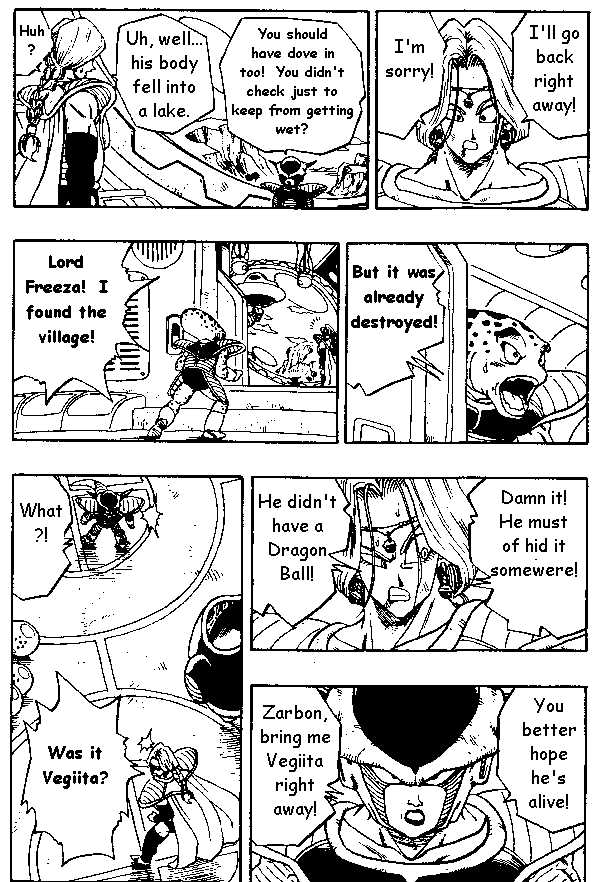 Huh
?
Uh, well...
his body
fell into
a lake.
You should
have dove in
too! You didn't
check just to
keep from getting
wet?
I'm
sorry!
I'll go
back
right
away!
Lord
Freeza! I
found the
village!
But it was
already
destroyed!
What
?!
Was it
Vegiita?
He didn't
have a
Dragon
Ball!
Damn it!
He must
of hid it
somewere!
Zarbon,
bring me
Vegiita
right
away!
You
better
hope
he's
alive!